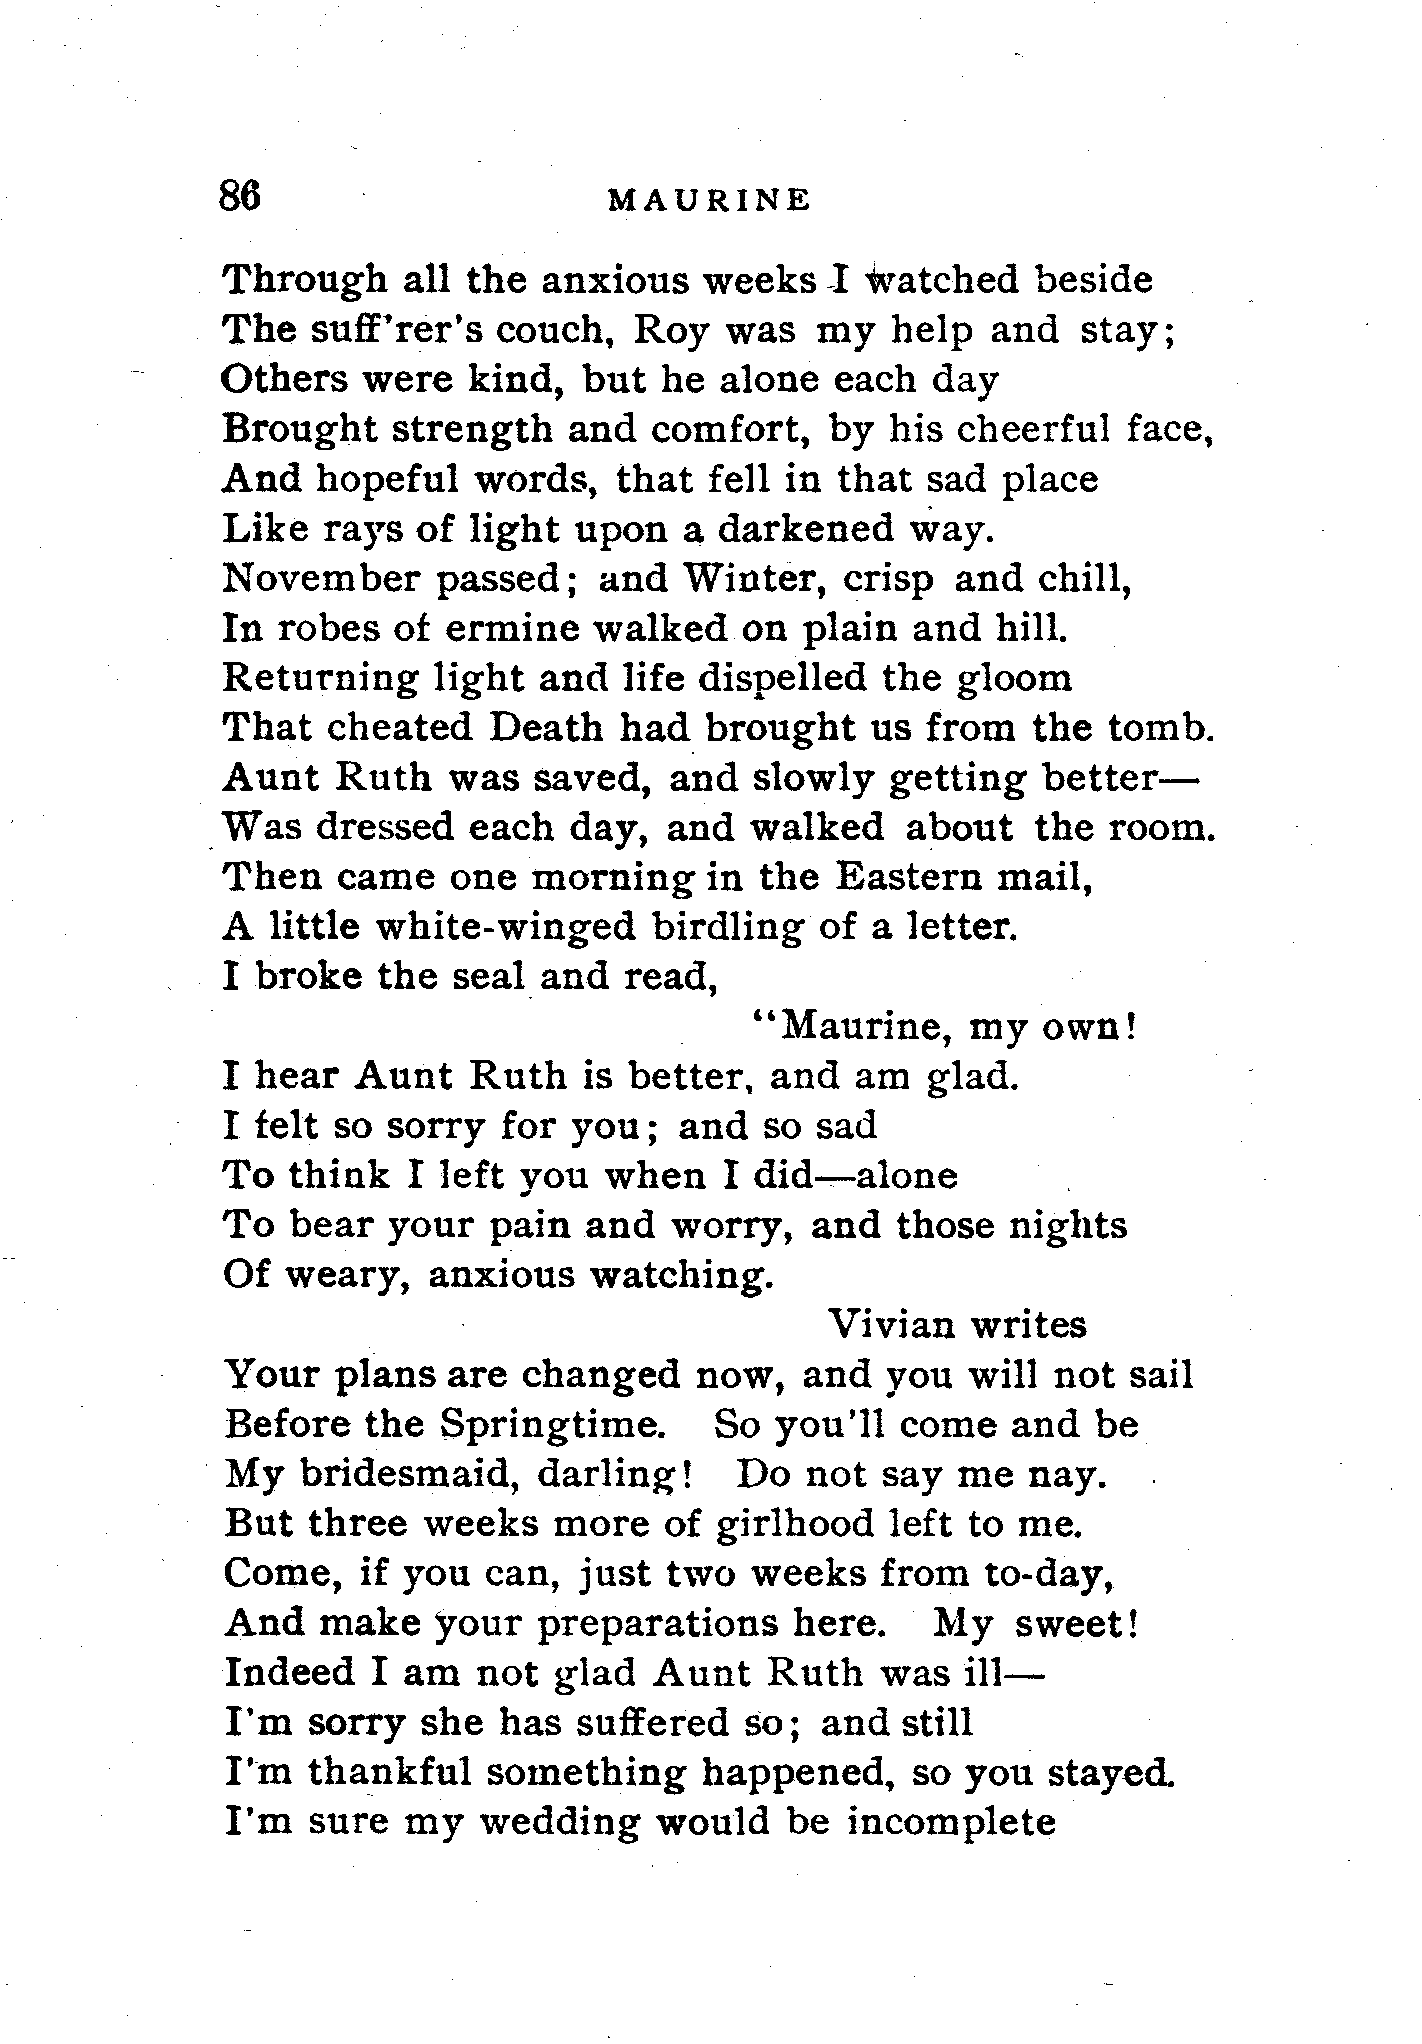 86 MAURINE
Through all the anxious weeks I watched beside
The suff'rer's couch, Roy was my help and stay;
Others were kind, but he alone each day
Brought strength and comfort, by his cheerful face,
And hopeful words, that fell in that sad place
Like rays of light upon a darkened way.
November passed; and Winter, crisp and chill,
In robes of ermine walked on plain and hill.
Returning light and life dispelled the gloom
That cheated Death had brought us from the tomb.
Aunt Ruth was saved, and slowly getting better—
Was dressed each day, and walked about the room.
Then came one morning in the Eastern mail,
A little white-winged birdling of a letter.
I broke the seal and read,
"Maurine, my own!
I hear Aunt Ruth is better, and am glad.
I felt so sorry for you; and so sad
To think I left you when I did—alone
To bear your pain and worry, and those nights
Of weary, anxious watching.
Vivian writes
Your plans are changed now, and you will not sail
Before the Springtime. So you'll come and be
My bridesmaid, darling! Do not say me nay.
But three weeks more of girlhood left to me.
Come, if you can, just two weeks from to-day,
And make your preparations here. My sweet!
Indeed I am not glad Aunt Ruth was ill—
I'm sorry she has suffered so; and still
I'm thankful something happened, so you stayed.
I'm sure my wedding would be incomplete